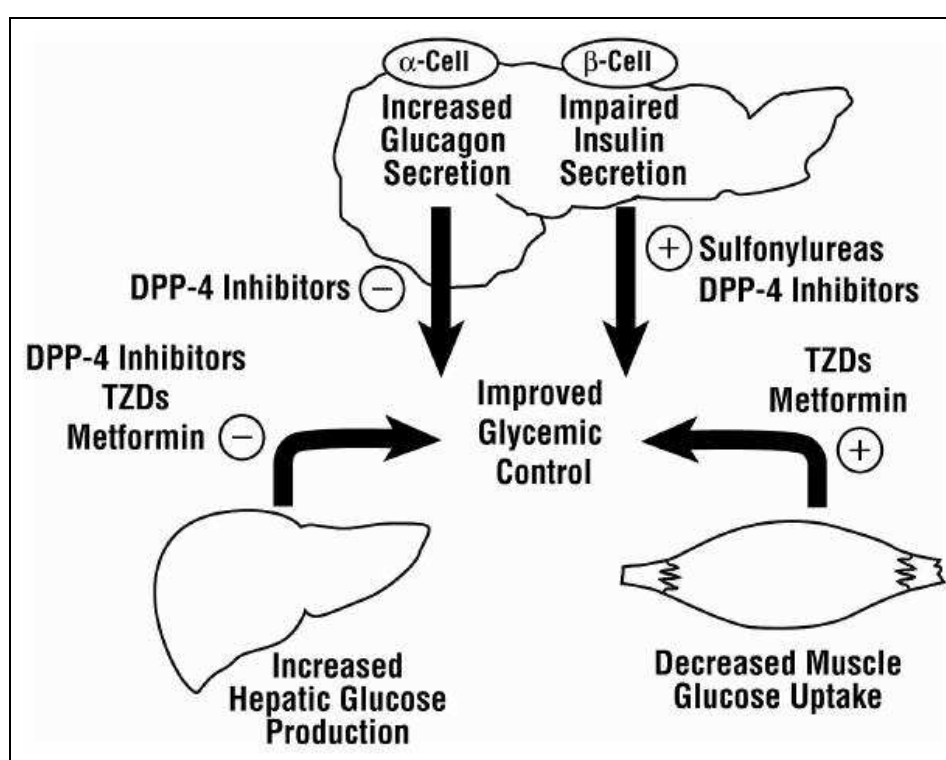 α-Cell
Increased
Glucagon
Secretion
β-Cell
Impaired
Insulin
Secretion
DPP-4 Inhibitors −
+ Sulfonylureas
DPP-4 Inhibitors
DPP-4 Inhibitors
TZDs
Metformin −
Improved
Glycemic
Control
TZDs
Metformin
+
Increased
Hepatic Glucose
Production
Decreased Muscle
Glucose Uptake